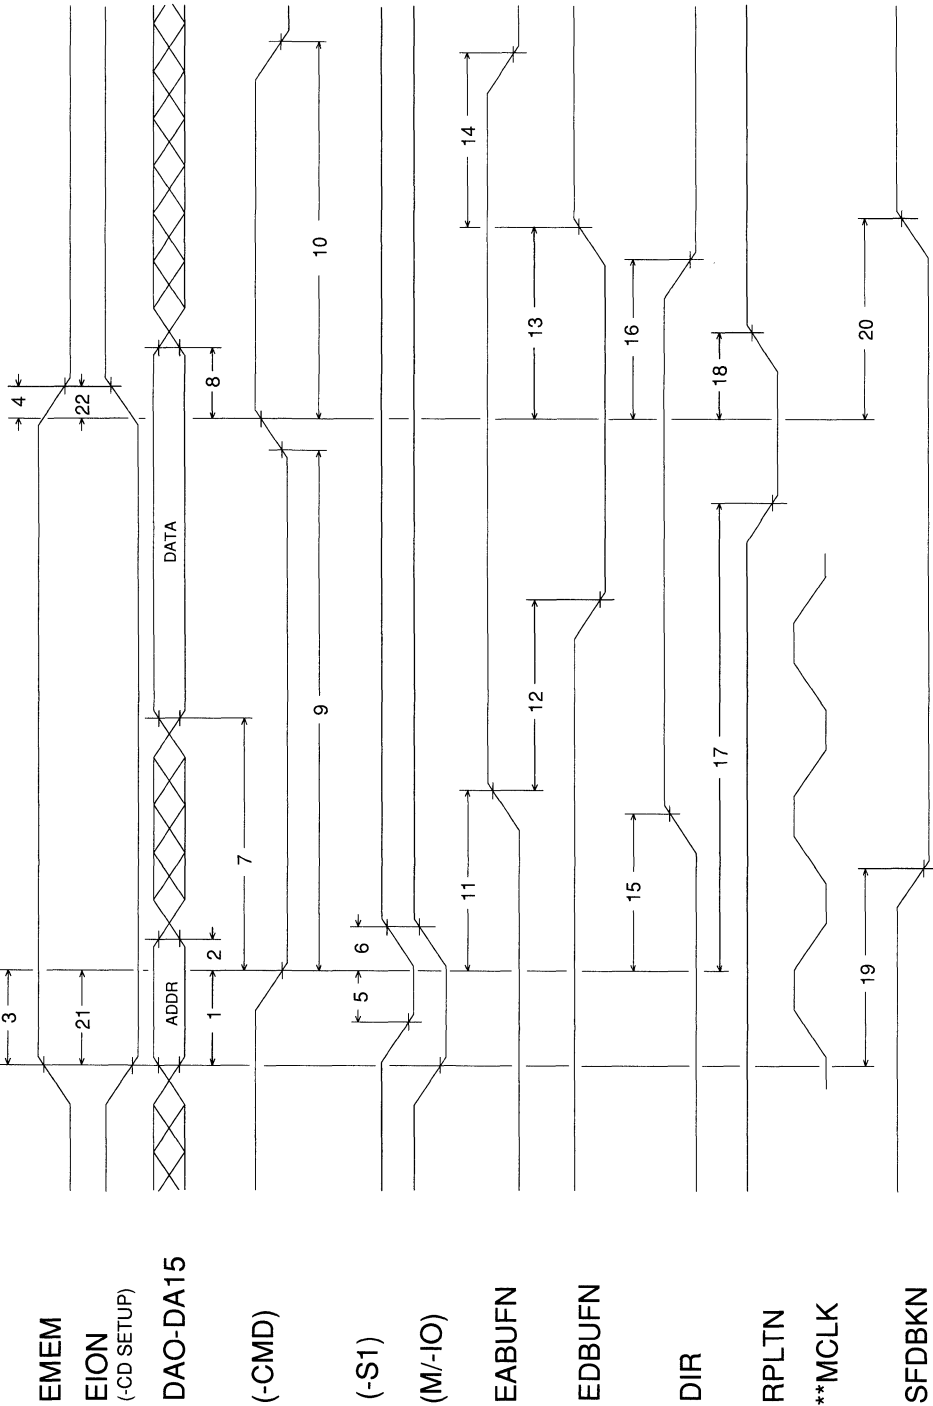 EMEM
3
4
EION
(-CD SETUP)
21
22
DAO-DA15
ADDR
DATA
1
2
8
7
(-CMD)
9
10
(-S1)
5
6
(M/-IO)
EABUFN
11
14
12
13
EDBUFN
15
16
DIR
17
18
RPLTN
**MCLK
19
20
SFDBKN